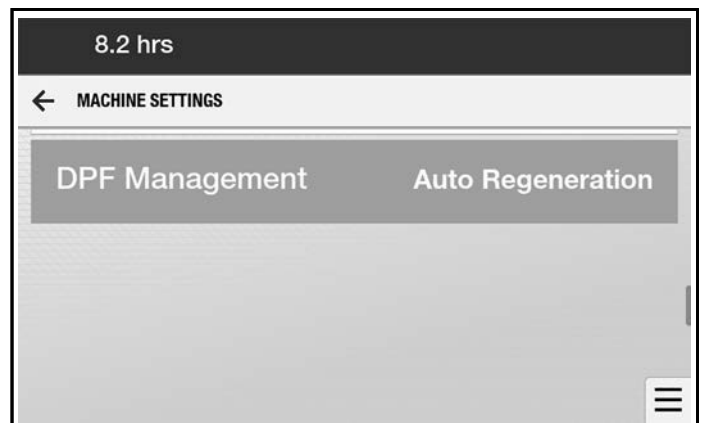 8.2 hrs
MACHINE SETTINGS
DPF Management Auto Regeneration